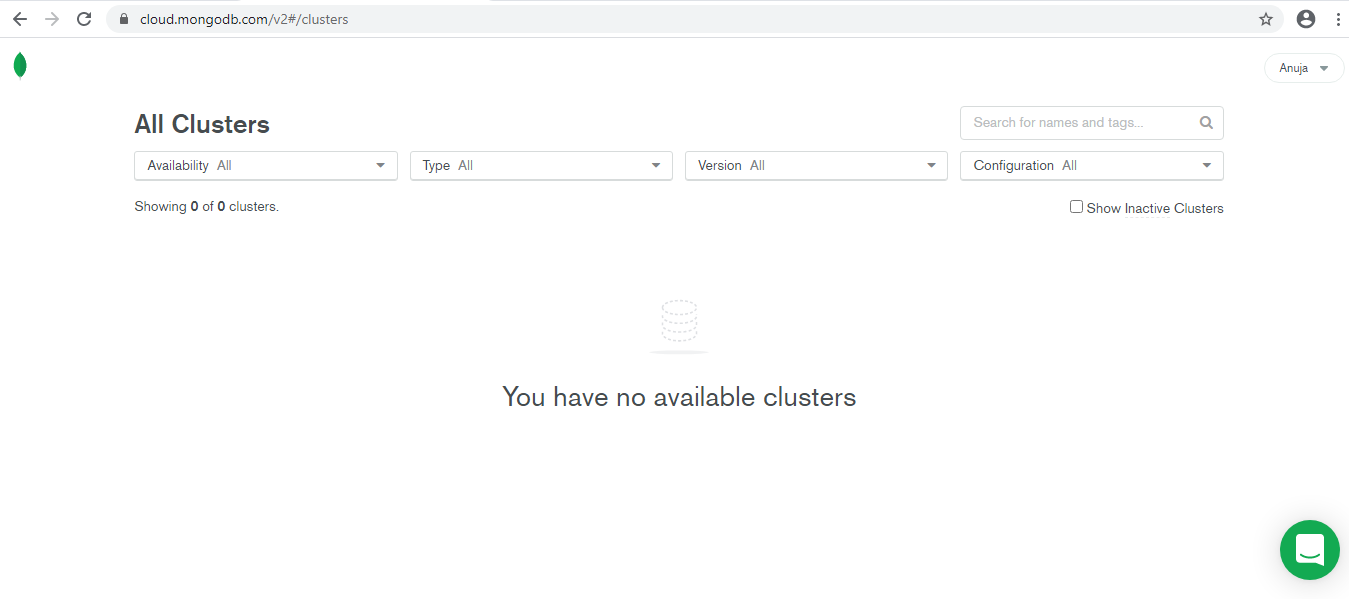 cloud.mongodb.com/v2#/clusters
Anuja
All Clusters
Search for names and tags...
Availability All
Type All
Version All
Configuration All
Showing 0 of 0 clusters.
Show Inactive Clusters
You have no available clusters